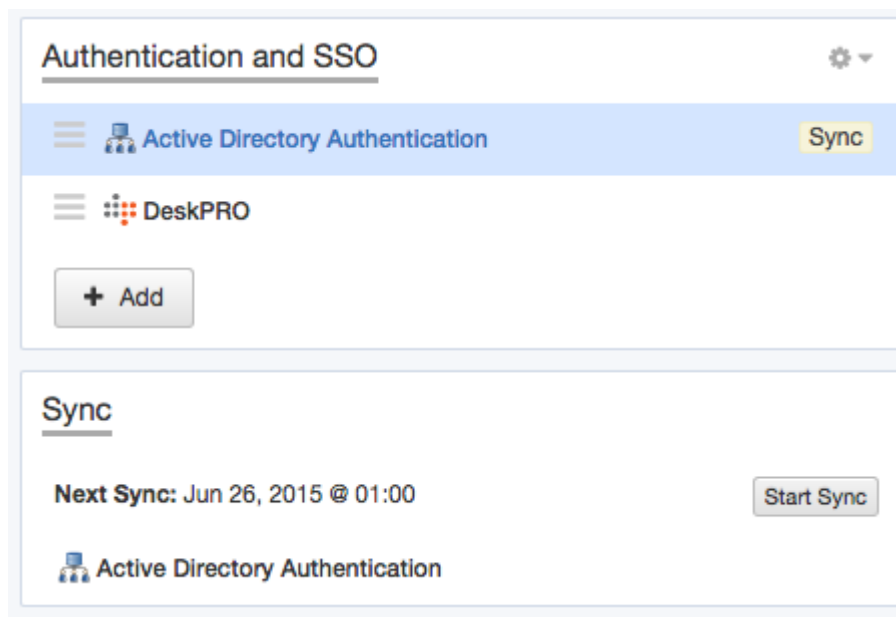 Authentication and SSO
Active Directory Authentication Sync
DeskPRO
+ Add
Sync
Next Sync: Jun 26, 2015 @ 01:00 Start Sync
Active Directory Authentication